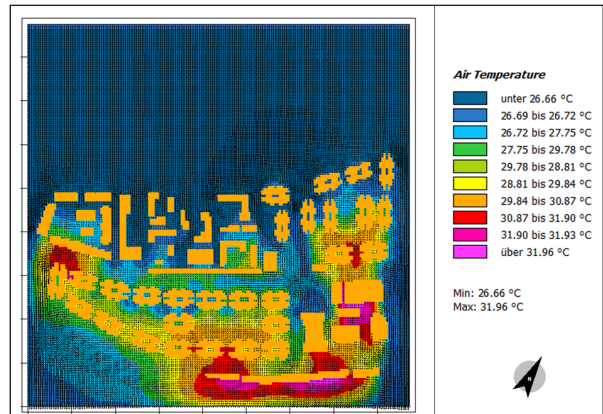 Air Temperature
unter 26.66 °C
26.69 bis 26.72 °C
26.72 bis 27.75 °C
27.75 bis 29.78 °C
29.78 bis 28.81 °C
28.81 bis 29.84 °C
29.84 bis 30.87 °C
30.87 bis 31.90 °C
31.90 bis 31.93 °C
über 31.96 °C
Min: 26.66 °C
Max: 31.96 °C